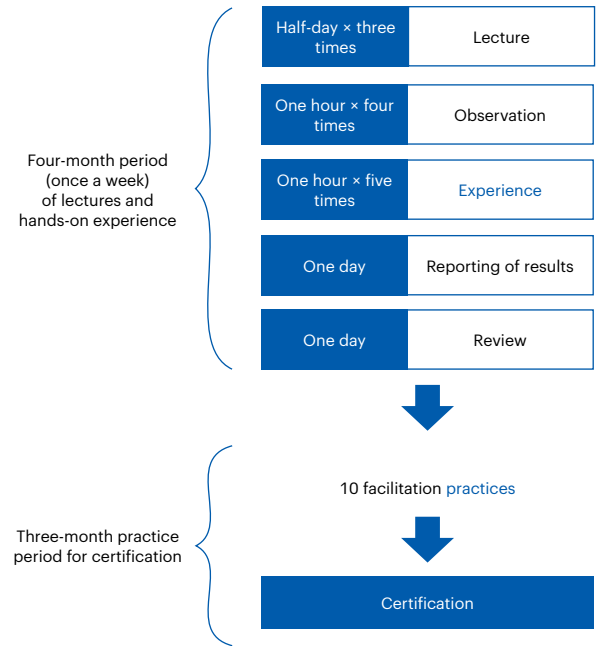 Half-day × three
times
Lecture
One hour × four
times
Observation
Four-month period
(once a week)
of lectures and
hands-on experience
One hour × five
times
Experience
One day
Reporting of results
One day
Review
10 facilitation practices
Three-month practice
period for certification
Certification